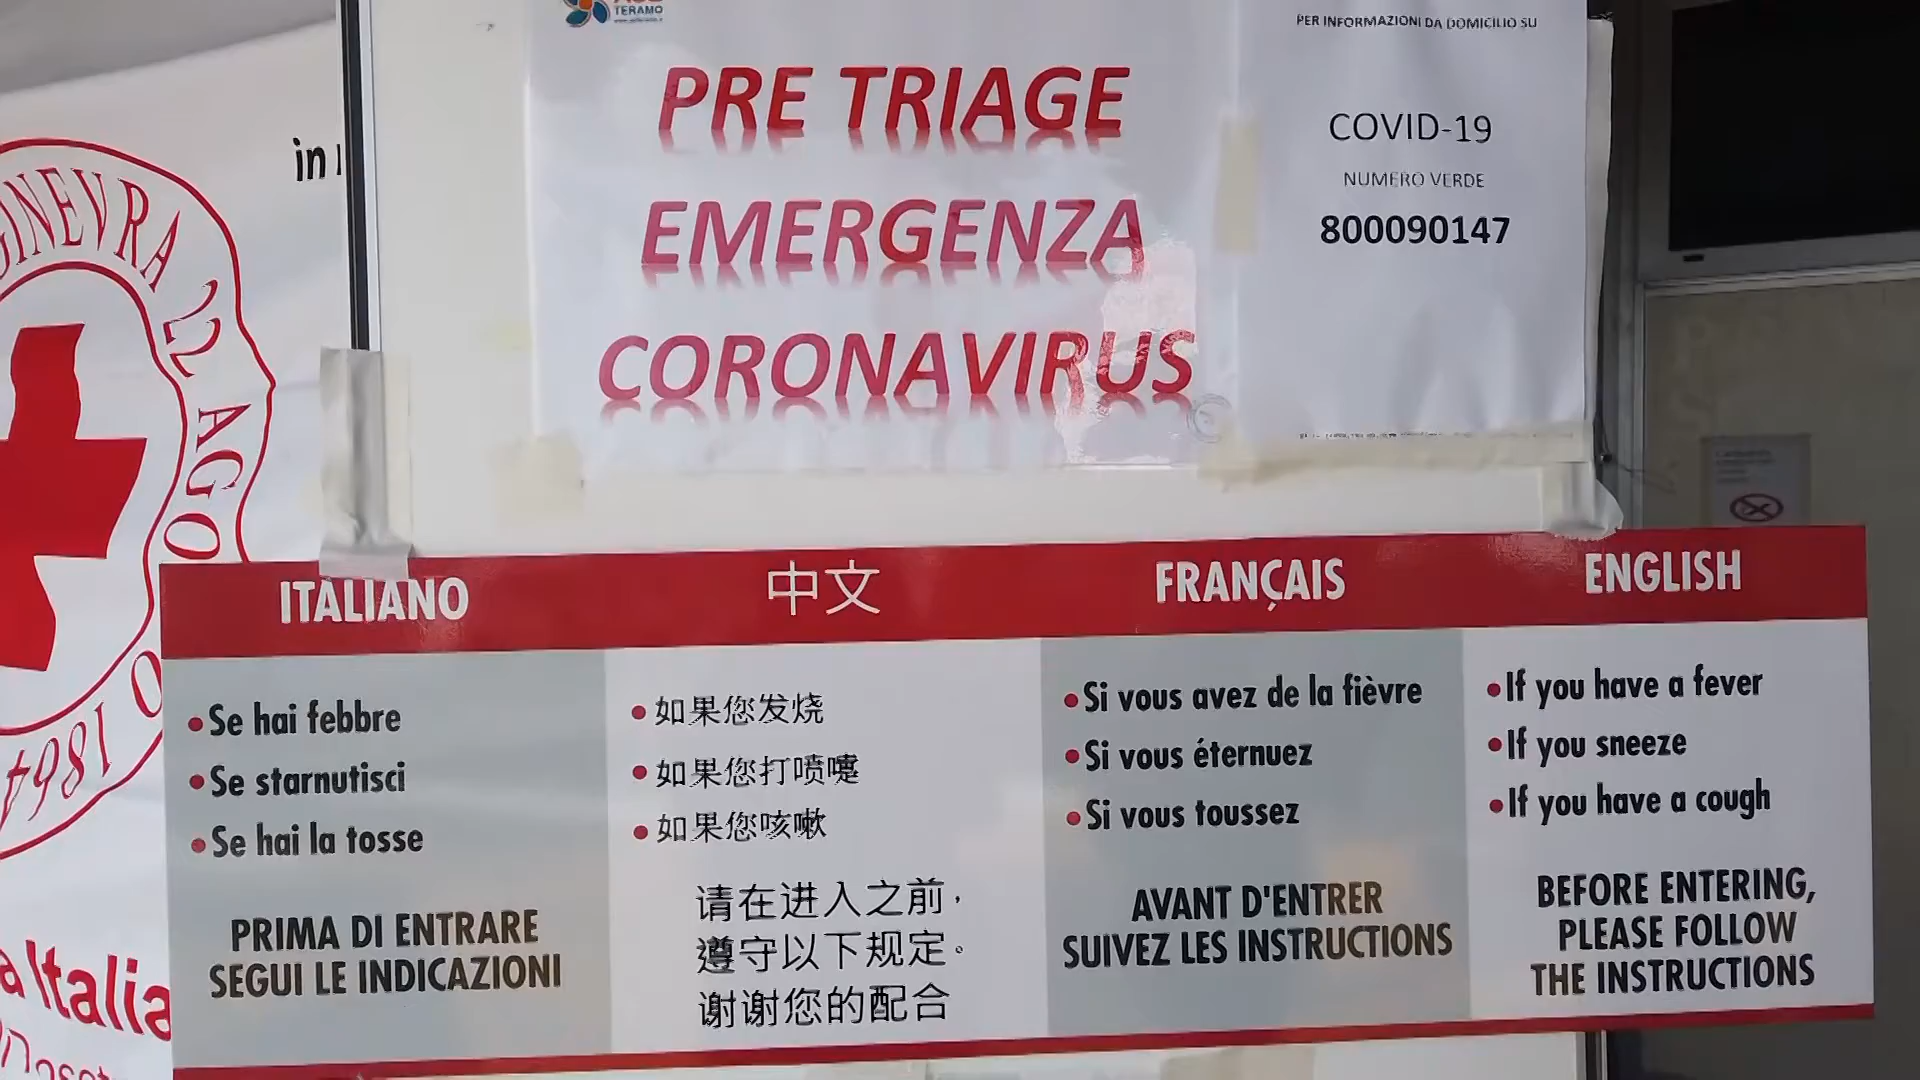 TERAMO
PER INFORMAZIONI DA DOMICILIO SU
PRE TRIAGE
EMERGENZA
CORONAVIRUS
COVID-19
NUMERO VERDE
800090147
in
GINEVRA 22 AGO
O 1864
a Italia
ITALIANO
•Se hai febbre
•Se starnutisci
•Se hai la tosse
PRIMA DI ENTRARE
SEGUI LE INDICAZIONI
中文
•如果您发烧
•如果您打喷嚏
•如果您咳嗽
请在进入之前，
遵守以下规定。
谢谢您的配合
FRANÇAIS
•Si vous avez de la fièvre
•Si vous éternuez
•Si vous toussez
AVANT D'ENTRER
SUIVEZ LES INSTRUCTIONS
ENGLISH
•If you have a fever
•If you sneeze
•If you have a cough
BEFORE ENTERING,
PLEASE FOLLOW
THE INSTRUCTIONS